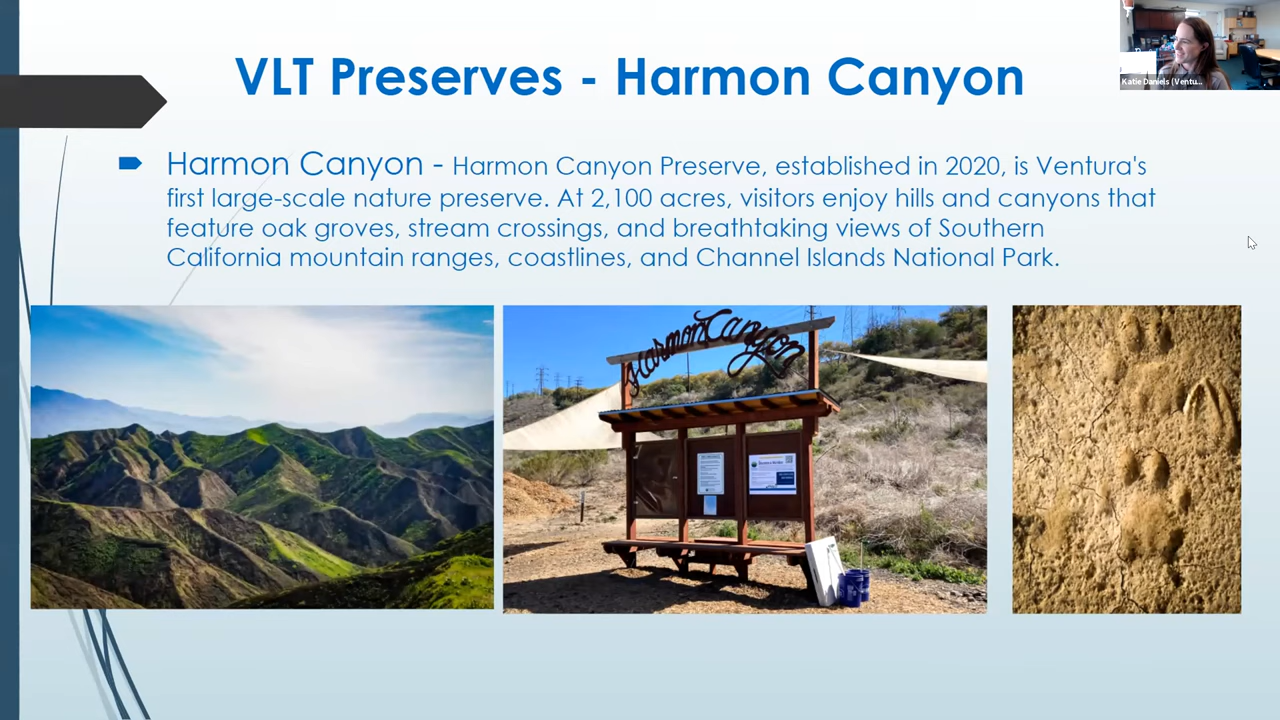 VLT Preserves - Harmon Canyon
Katie Daniels (Ventu...
Harmon Canyon - Harmon Canyon Preserve, established in 2020, is Ventura's
first large-scale nature preserve. At 2,100 acres, visitors enjoy hills and canyons that
feature oak groves, stream crossings, and breathtaking views of Southern
California mountain ranges, coastlines, and Channel Islands National Park.
Harmon Canyon